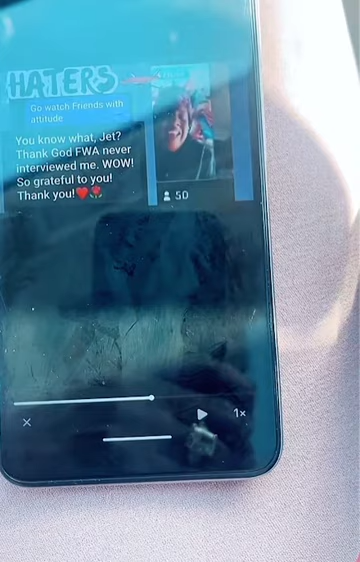 HATERS
Go watch Friends with
attitude
You know what, Jet?
Thank God FWA never
interviewed me. WOW!
So grateful to you!
Thank you!❤️🌹
50
1×